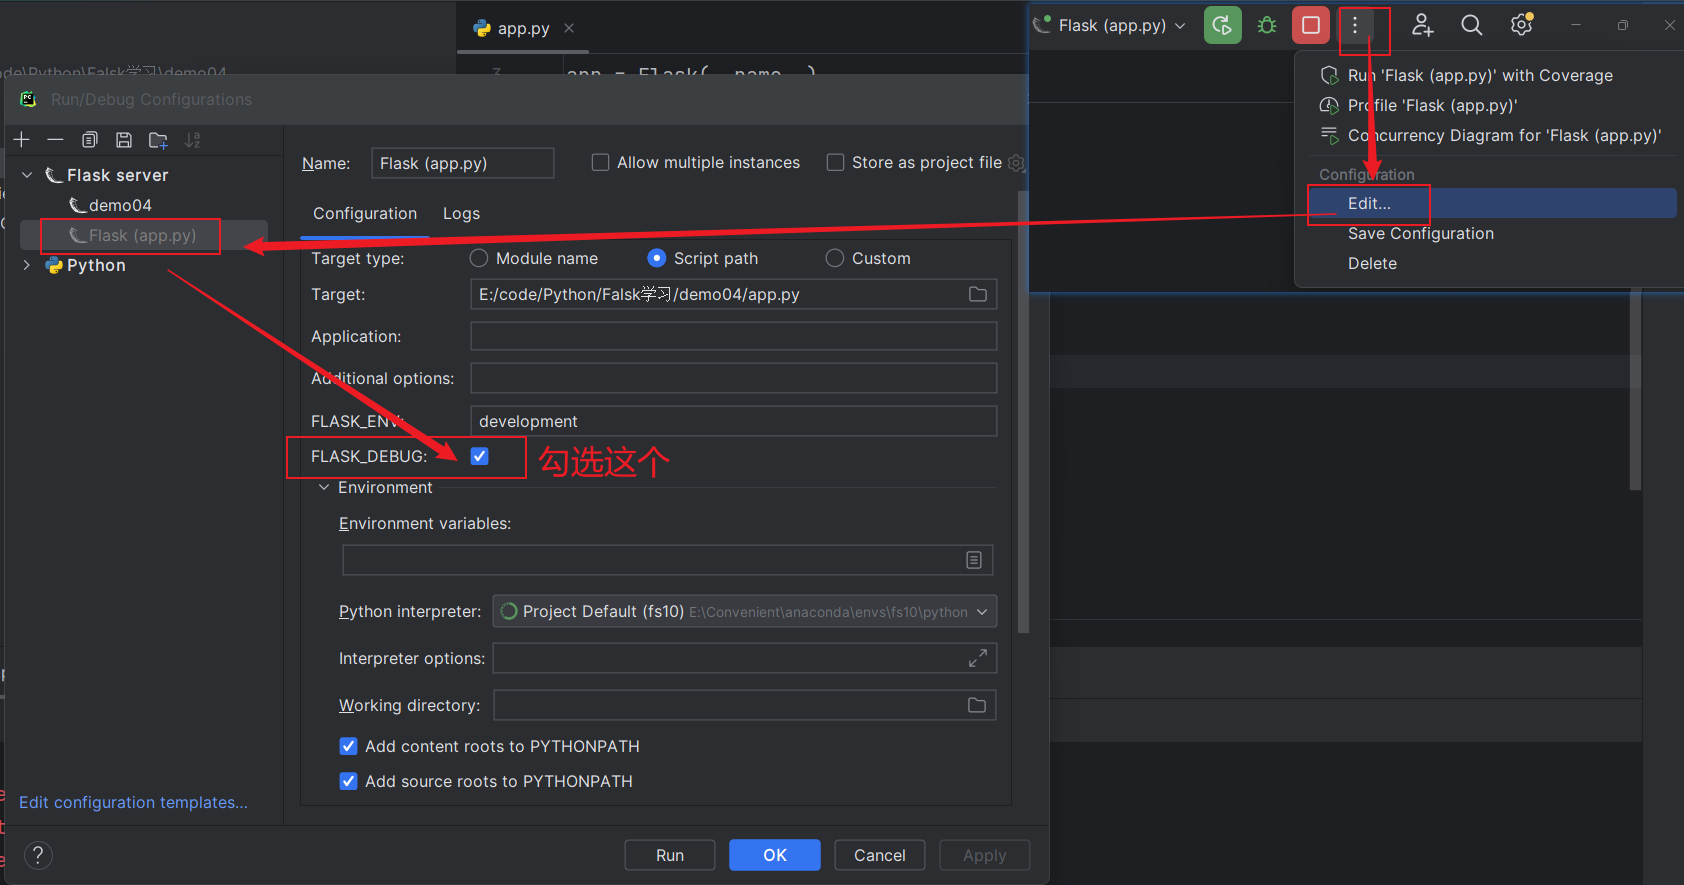 app.py
Flask (app.py)
ode\Python\Falsk学习\demo04
3
app = Flask(__name__)
Run 'Flask (app.py)' with Coverage
Profile 'Flask (app.py)'
Concurrency Diagram for 'Flask (app.py)'
Configuration
Edit...
Save Configuration
Delete
Run/Debug Configurations
Flask server
demo04
Flask (app.py)
Python
Edit configuration templates...
Name: Flask (app.py)
Allow multiple instances
Store as project file
Configuration Logs
Target type: Module name Script path Custom
Target: E:/code/Python/Falsk学习/demo04/app.py
Application:
Additional options:
FLASK_ENV: development
FLASK_DEBUG: 勾选这个
Environment
Environment variables:
Python interpreter: Project Default (fs10) E:\Convenient\anaconda\envs\fs10\python
Interpreter options:
Working directory:
Add content roots to PYTHONPATH
Add source roots to PYTHONPATH
? Run OK Cancel Apply